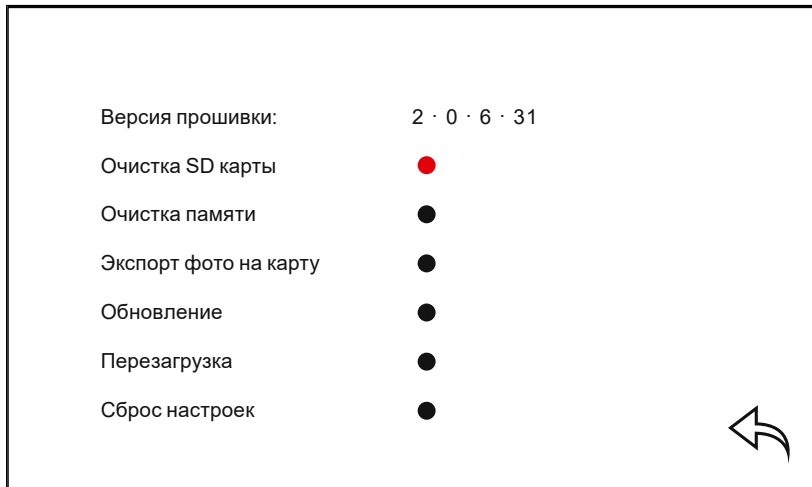 Версия прошивки: 2 · 0 · 6 · 31
Очистка SD карты
Очистка памяти
Экспорт фото на карту
Обновление
Перезагрузка
Сброс настроек